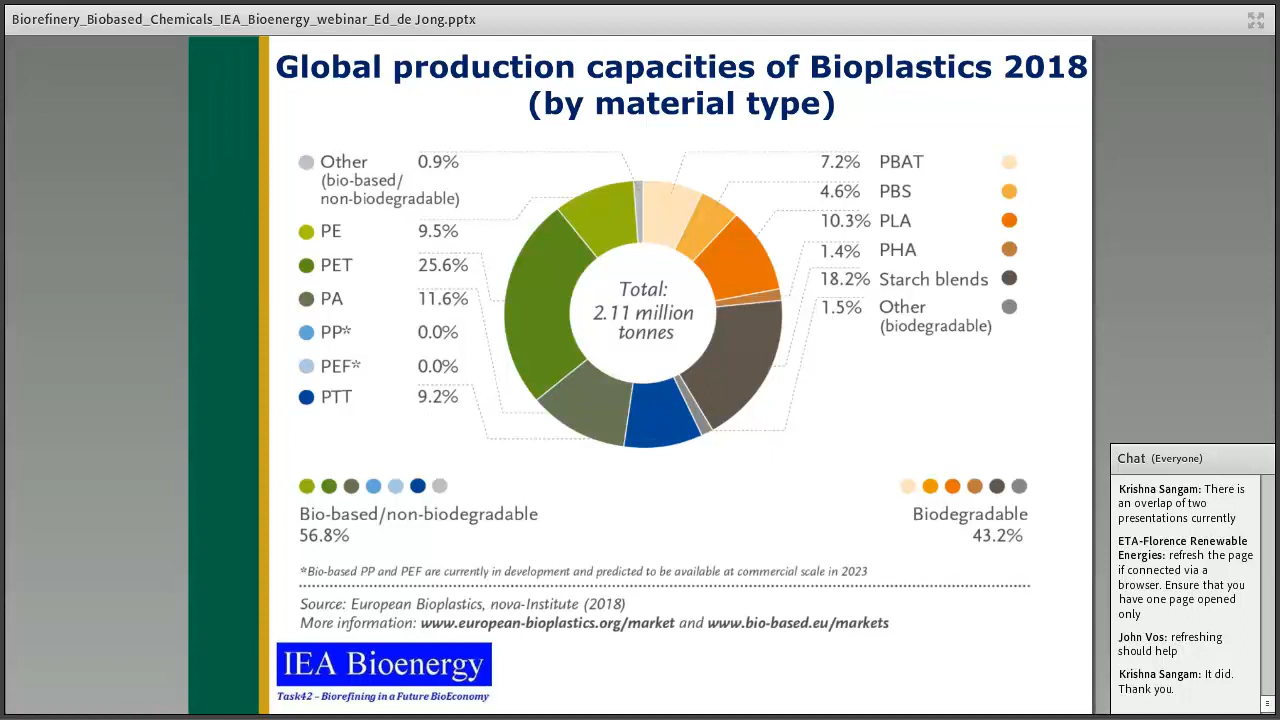 Biorefinery_Biobased_Chemicals_IEA_Bioenergy_webinar_Ed_de Jong.pptx
Global production capacities of Bioplastics 2018
(by material type)
Other 0.9%
(bio-based/
non-biodegradable)
PE 9.5%
PET 25.6%
PA 11.6%
PP* 0.0%
PEF* 0.0%
PTT 9.2%
Total:
2.11 million
tonnes
7.2% PBAT
4.6% PBS
10.3% PLA
1.4% PHA
18.2% Starch blends
1.5% Other
(biodegradable)
Bio-based/non-biodegradable
56.8%
Biodegradable
43.2%
*Bio-based PP and PEF are currently in development and predicted to be available at commercial scale in 2023
Source: European Bioplastics, nova-Institute (2018)
More information: www.european-bioplastics.org/market and www.bio-based.eu/markets
IEA Bioenergy
Task42 – Biorefining in a Future BioEconomy
Chat (Everyone)
Krishna Sangam: There is
an overlap of two
presentations currently
ETA-Florence Renewable
Energies: refresh the page
if connected via a
browser. Ensure that you
have one page opened
only
John Vos: refreshing
should help
Krishna Sangam: It did.
Thank you.